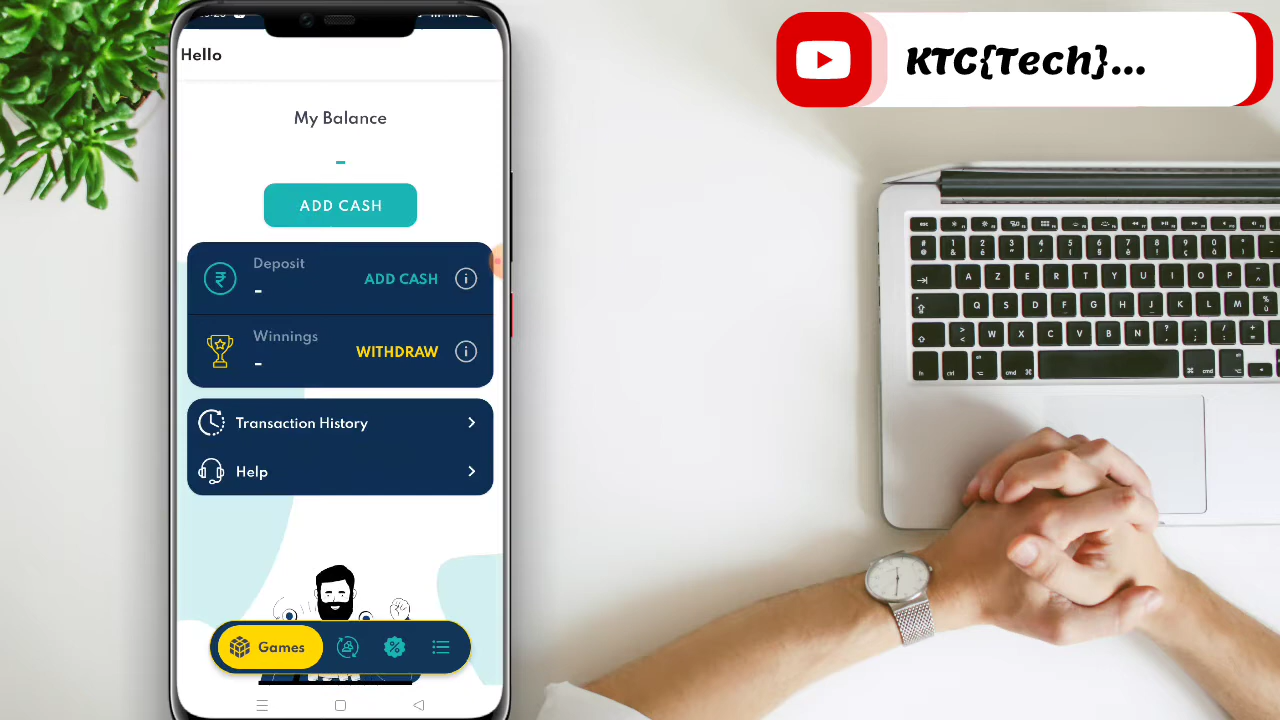 Hello
My Balance
-
ADD CASH
Deposit
-
ADD CASH
Winnings
-
WITHDRAW
Transaction History
Help
Games
KTC{Tech}...